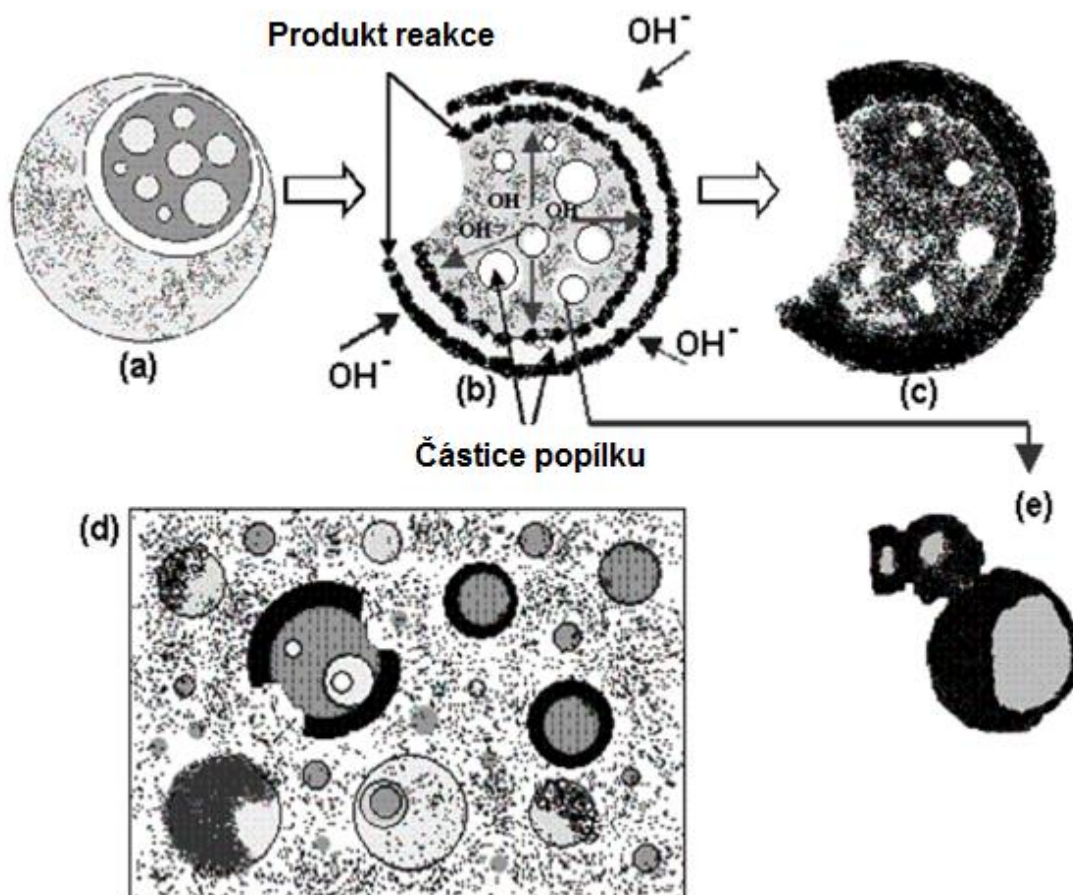 Produkt reakce
OH⁻
(a)
OH
OH
OH⁻
OH⁻
OH⁻
(b)
(c)
Částice popílku
(d)
(e)